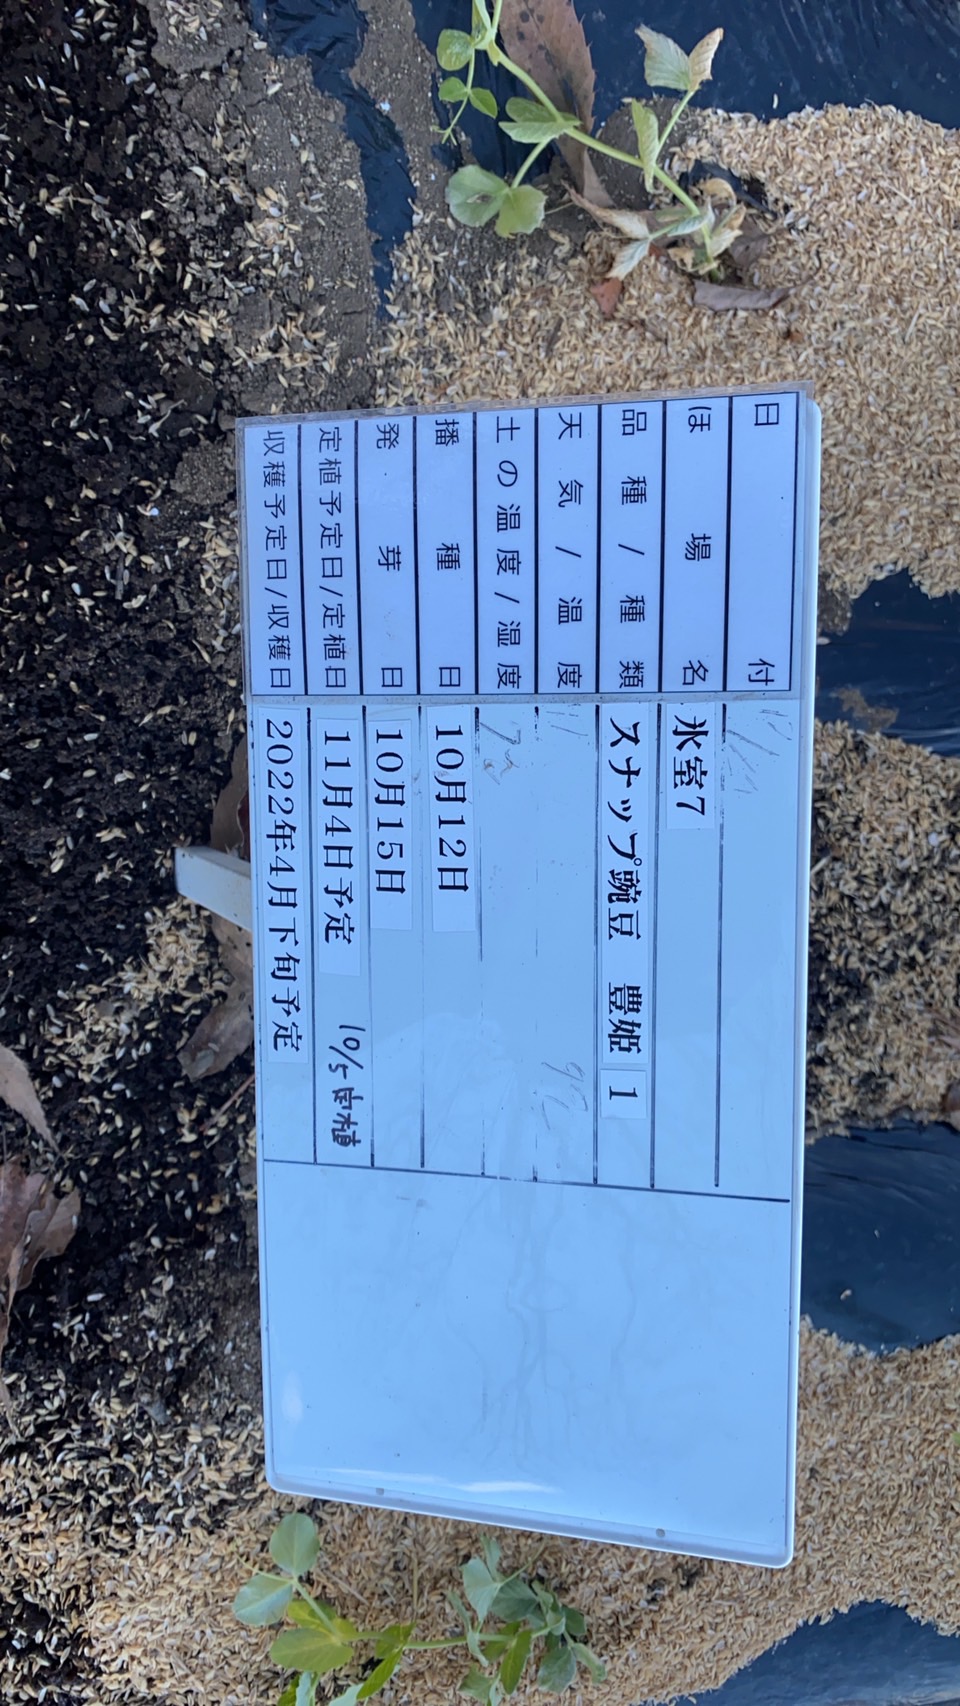 日付
ほ場名 氷室7
品種/種類 スナップ豌豆 豊姫 1
天気/温度
土の温度/湿度
播種日 10月12日
発芽日 10月15日
定植予定日/定植日 11月4日予定 10/5定植
収穫予定日/収穫日 2022年4月下旬予定